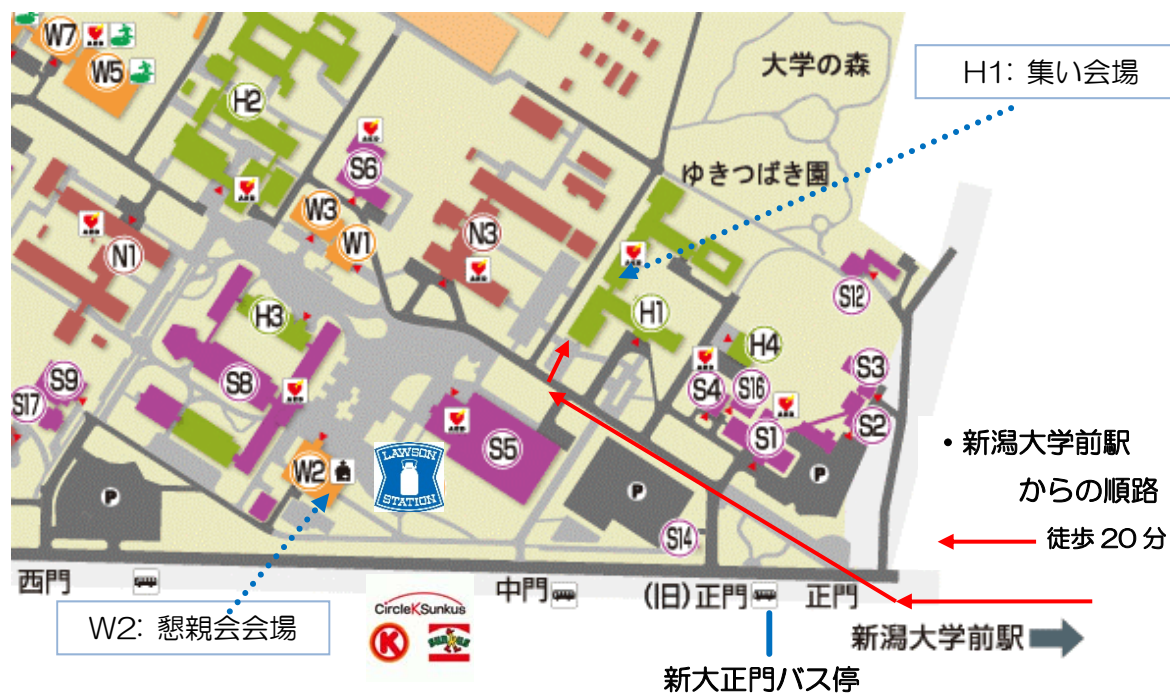 大学の森
H1: 集い会場
W7
W5
H2
S6
ゆきつばき園
W3
W1
N3
N1
S12
H3
H1
H4
S9
S17
S8
S4
S16
S3
S5
S1
S2
W2
LAWSON
STATION
P
P
P
S14
・新潟大学前駅
からの順路
徒歩20分
西門
中門
(旧)正門
正門
CircleKSunkus
K
W2: 懇親会会場
新潟大学前駅
新大正門バス停